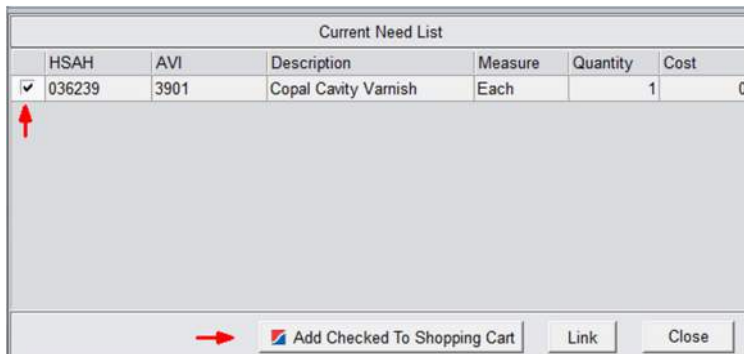 Current Need List
HSAH AVI Description Measure Quantity Cost
036239 3901 Copal Cavity Varnish Each 1 0
Add Checked To Shopping Cart Link Close